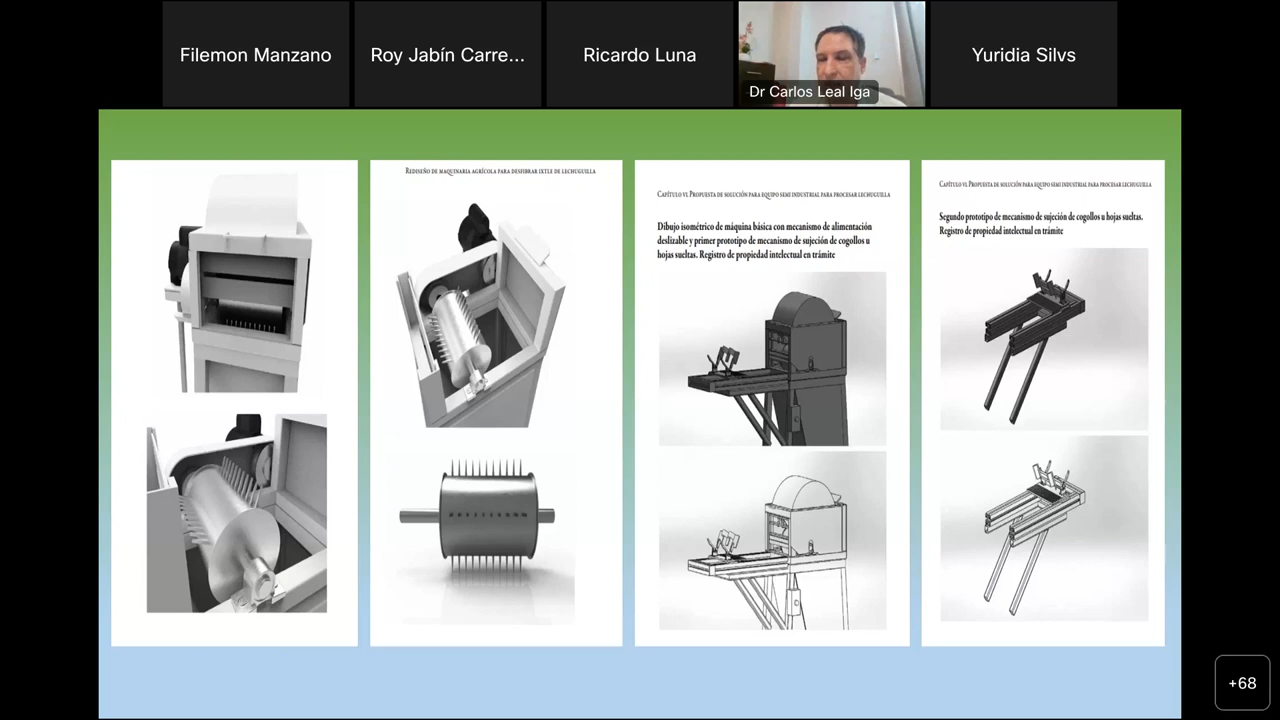 Filemon Manzano
Roy Jabín Carre...
Ricardo Luna
Dr Carlos Leal Iga
Yuridia Silvs
Rediseño de maquinaria agrícola para desfibrar ixtle de lechuguilla
Capítulo VI. Propuesta de solución para equipo semi industrial para procesar lechuguilla
Dibujo isométrico de máquina básica con mecanismo de alimentación
deslizable y primer prototipo de mecanismo de sujeción de cogollos u
hojas sueltas. Registro de propiedad intelectual en trámite
Capítulo VI. Propuesta de solución para equipo semi industrial para procesar lechuguilla
Segundo prototipo de mecanismo de sujeción de cogollos u hojas sueltas.
Registro de propiedad intelectual en trámite
+68